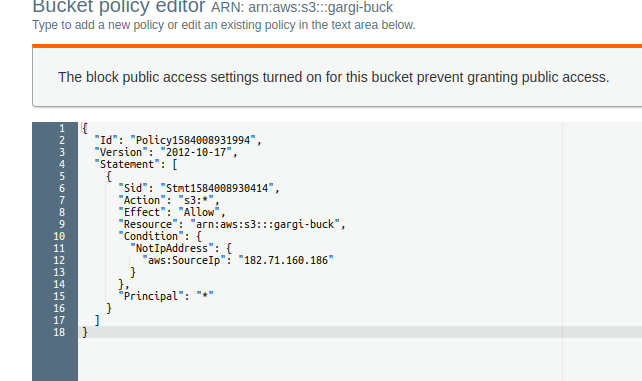 Bucket policy editor ARN: arn:aws:s3:::gargi-buck
Type to add a new policy or edit an existing policy in the text area below.
The block public access settings turned on for this bucket prevent granting public access.
1 {
2 "Id": "Policy1584008931994",
3 "Version": "2012-10-17",
4 "Statement": [
5 {
6 "Sid": "Stmt1584008930414",
7 "Action": "s3:*",
8 "Effect": "Allow",
9 "Resource": "arn:aws:s3:::gargi-buck",
10 "Condition": {
11 "NotIpAddress": {
12 "aws:SourceIp": "182.71.160.186"
13 }
14 },
15 "Principal": "*"
16 }
17 ]
18 }